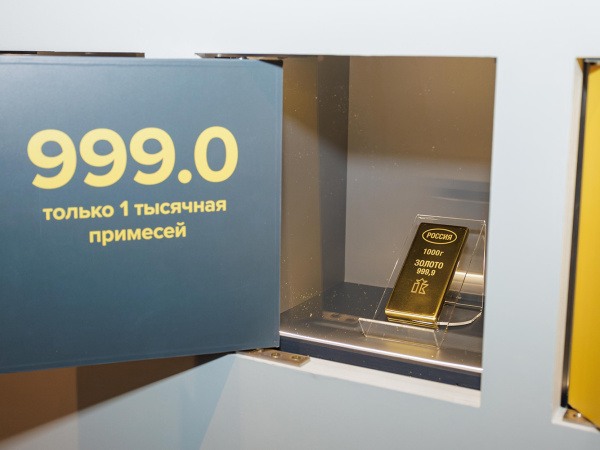 999.0
только 1 тысячная
примесей
РОССИЯ
1000г
ЗОЛОТО
999,9